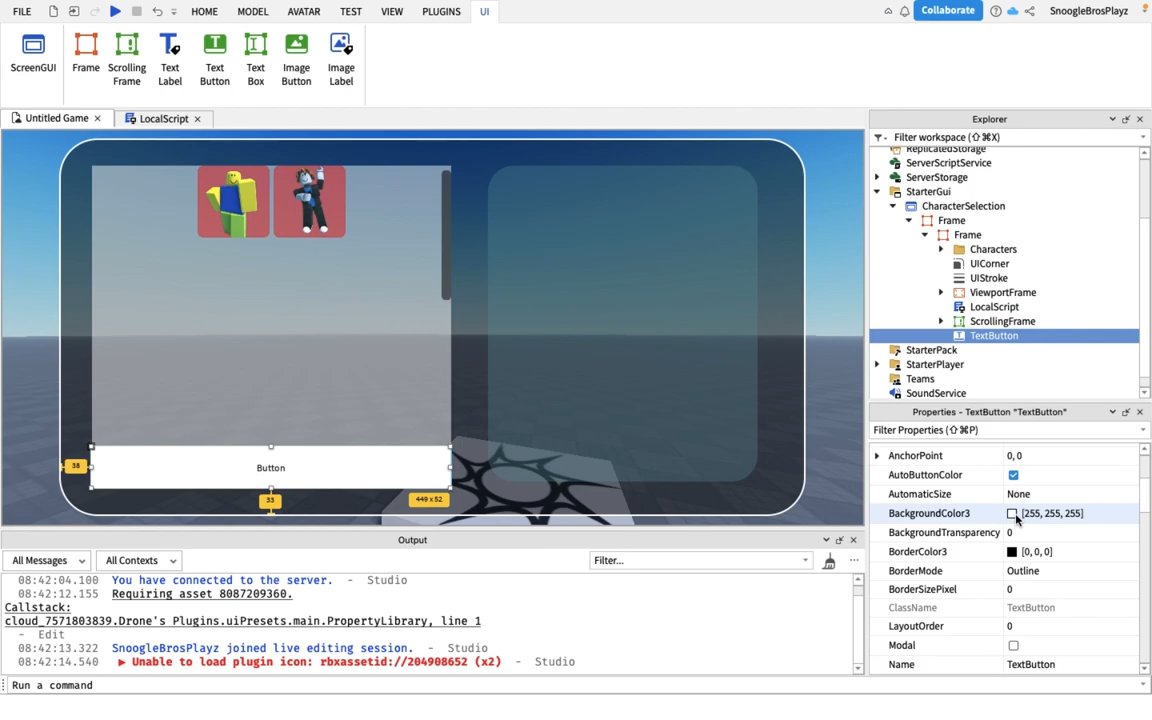 FILE HOME MODEL AVATAR TEST VIEW PLUGINS UI Collaborate SnoogleBrosPlayz
ScreenGUI Frame Scrolling Frame Text Label Text Button Text Box Image Button Image Label
Untitled Game LocalScript
Button
38
33
449 x 52
Explorer
Filter workspace (⇧⌘X)
ReplicatedStorage
ServerScriptService
ServerStorage
StarterGui
CharacterSelection
Frame
Frame
Characters
UICorner
UIStroke
ViewportFrame
LocalScript
ScrollingFrame
TextButton
StarterPack
StarterPlayer
Teams
SoundService
Properties - TextButton "TextButton"
Filter Properties (⇧⌘P)
AnchorPoint 0, 0
AutoButtonColor
AutomaticSize None
BackgroundColor3 [255, 255, 255]
BackgroundTransparency 0
BorderColor3 [0, 0, 0]
BorderMode Outline
BorderSizePixel 0
ClassName TextButton
LayoutOrder 0
Modal
Name TextButton
Output
All Messages All Contexts Filter... ...
08:42:04.100 You have connected to the server. - Studio
08:42:12.155 Requiring asset 8087209360.
Callstack:
cloud_7571803839.Drone's Plugins.uiPresets.main.PropertyLibrary, line 1
- Edit
08:42:13.322 SnoogleBrosPlayz joined live editing session. - Studio
08:42:14.540 Unable to load plugin icon: rbxassetid://204908652 (x2) - Studio
Run a command